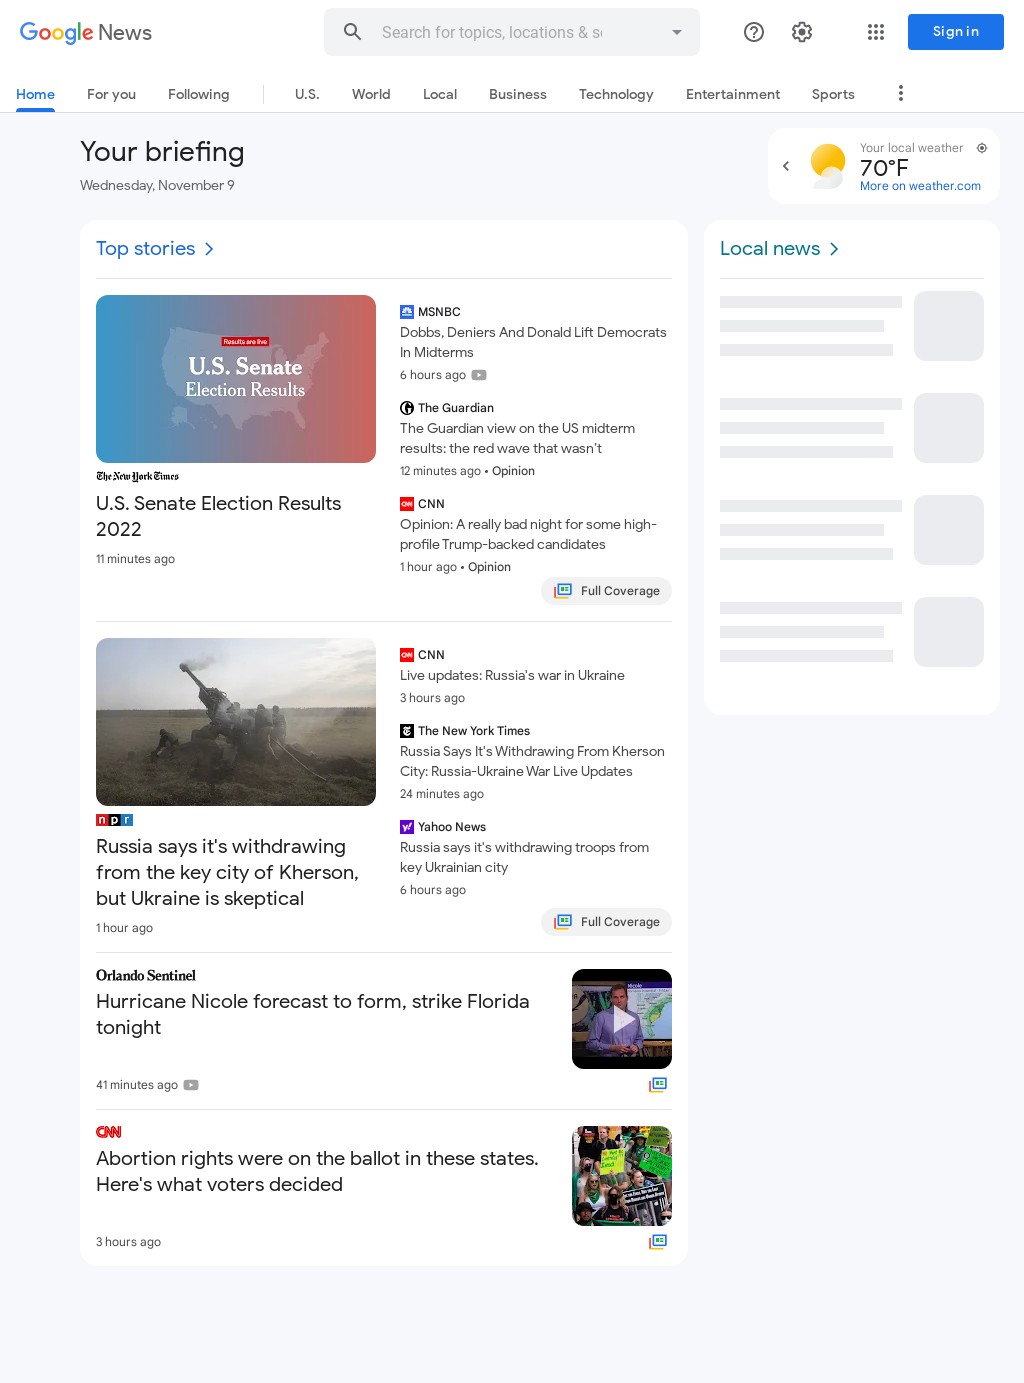 Google News
Search for topics, locations & s
Sign in
Home
For you
Following
U.S.
World
Local
Business
Technology
Entertainment
Sports
Your briefing
Wednesday, November 9
Your local weather
70°F
More on weather.com
Top stories
Results are live
U.S. Senate
Election Results
The New York Times
U.S. Senate Election Results
2022
11 minutes ago
MSNBC
Dobbs, Deniers And Donald Lift Democrats
In Midterms
6 hours ago
The Guardian
The Guardian view on the US midterm
results: the red wave that wasn't
12 minutes ago • Opinion
CNN
CNN
Opinion: A really bad night for some high-
profile Trump-backed candidates
1 hour ago • Opinion
Full Coverage
npr
Russia says it's withdrawing
from the key city of Kherson,
but Ukraine is skeptical
1 hour ago
CNN
CNN
Live updates: Russia's war in Ukraine
3 hours ago
The New York Times
Russia Says It's Withdrawing From Kherson
City: Russia-Ukraine War Live Updates
24 minutes ago
y!
Yahoo News
Russia says it's withdrawing troops from
key Ukrainian city
6 hours ago
Full Coverage
Orlando Sentinel
Hurricane Nicole forecast to form, strike Florida
tonight
41 minutes ago
Nicole
CNN
Abortion rights were on the ballot in these states.
Here's what voters decided
3 hours ago
Local news